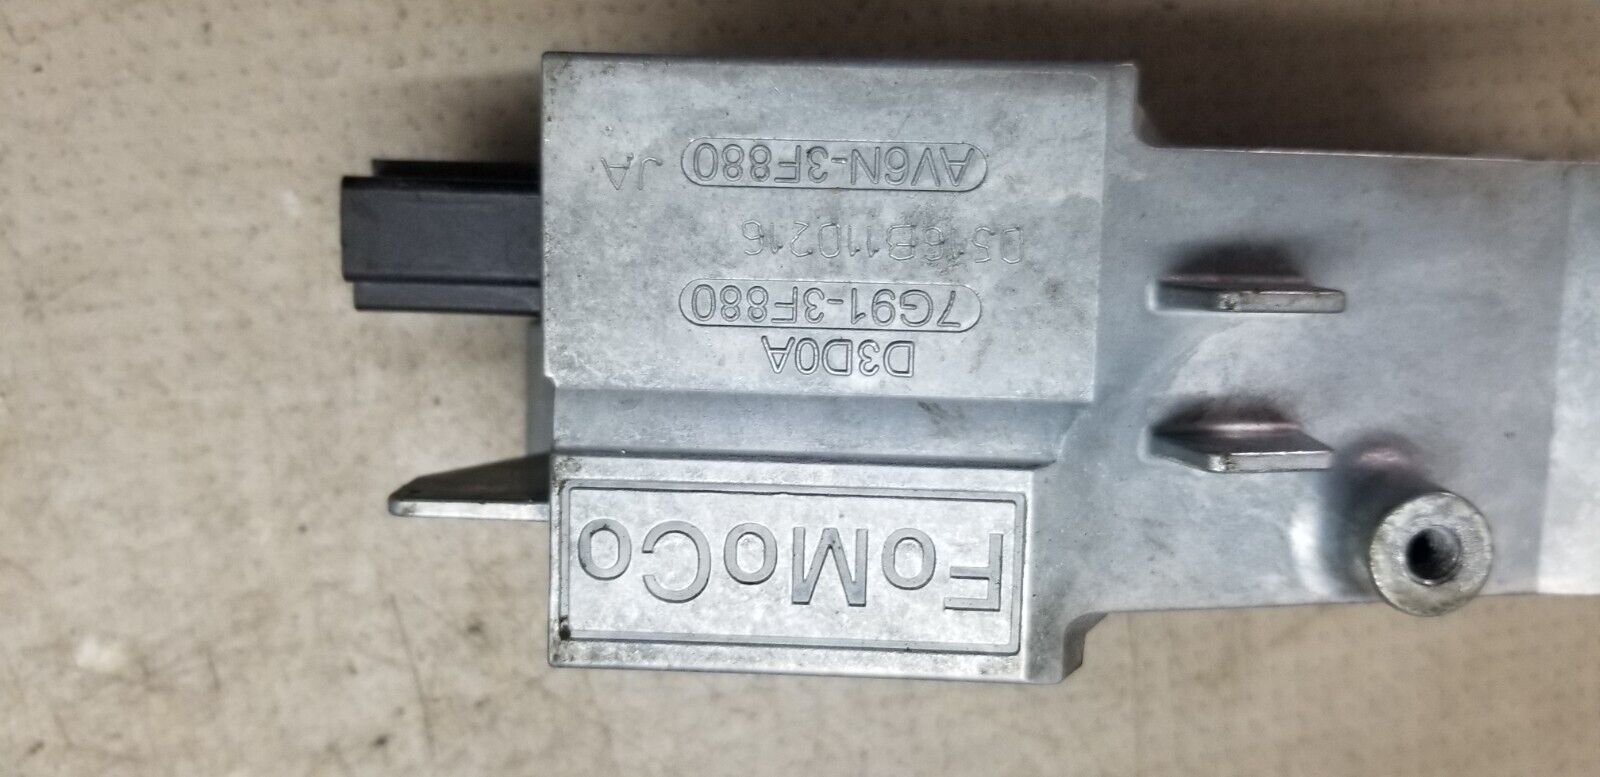 FoMoCo
D3D0A
7G91-3F880
0516B110216
AV6N-3F880 JA